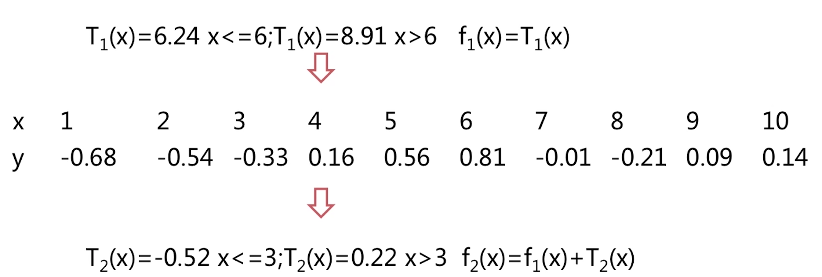 T₁(x)=6.24 x<=6;T₁(x)=8.91 x>6 f₁(x)=T₁(x)
x 1 2 3 4 5 6 7 8 9 10
y -0.68 -0.54 -0.33 0.16 0.56 0.81 -0.01 -0.21 0.09 0.14
T₂(x)=-0.52 x<=3;T₂(x)=0.22 x>3 f₂(x)=f₁(x)+T₂(x)